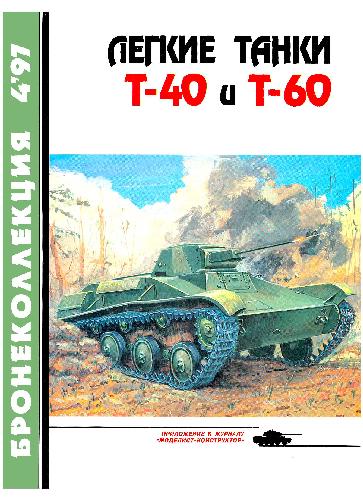 БРОНЕКОЛЛЕКЦИЯ 4'97
ЛЕГКИЕ ТАНКИ
Т-40 и Т-60
ПРИЛОЖЕНИЕ К ЖУРНАЛУ
«МОДЕЛИСТ-КОНСТРУКТОР»